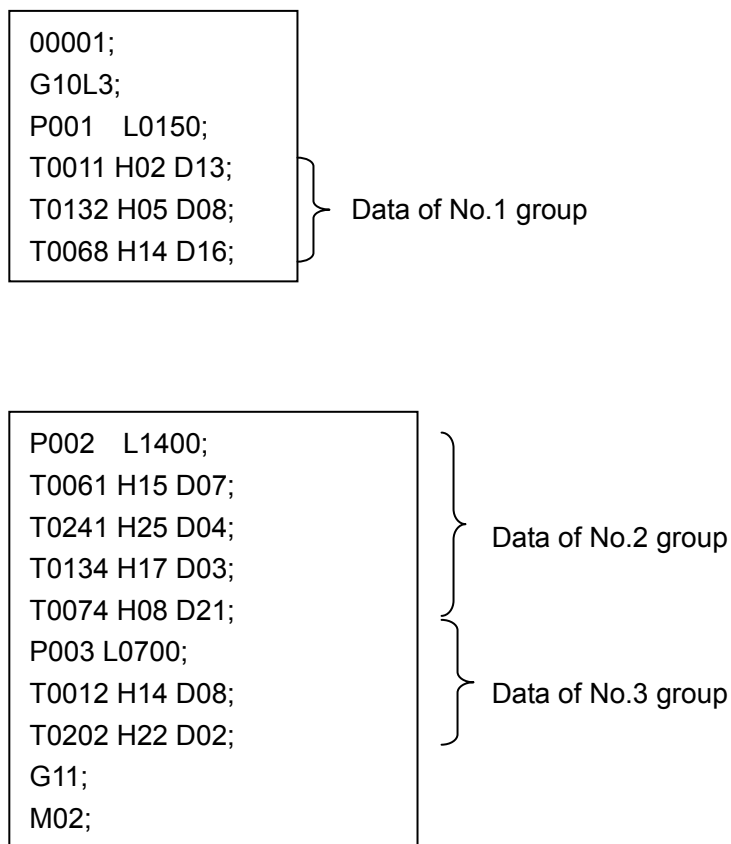 00001;
G10L3;
P001 L0150;
T0011 H02 D13;
T0132 H05 D08;
T0068 H14 D16;
Data of No.1 group
P002 L1400;
T0061 H15 D07;
T0241 H25 D04;
T0134 H17 D03;
T0074 H08 D21;
Data of No.2 group
P003 L0700;
T0012 H14 D08;
T0202 H22 D02;
Data of No.3 group
G11;
M02;